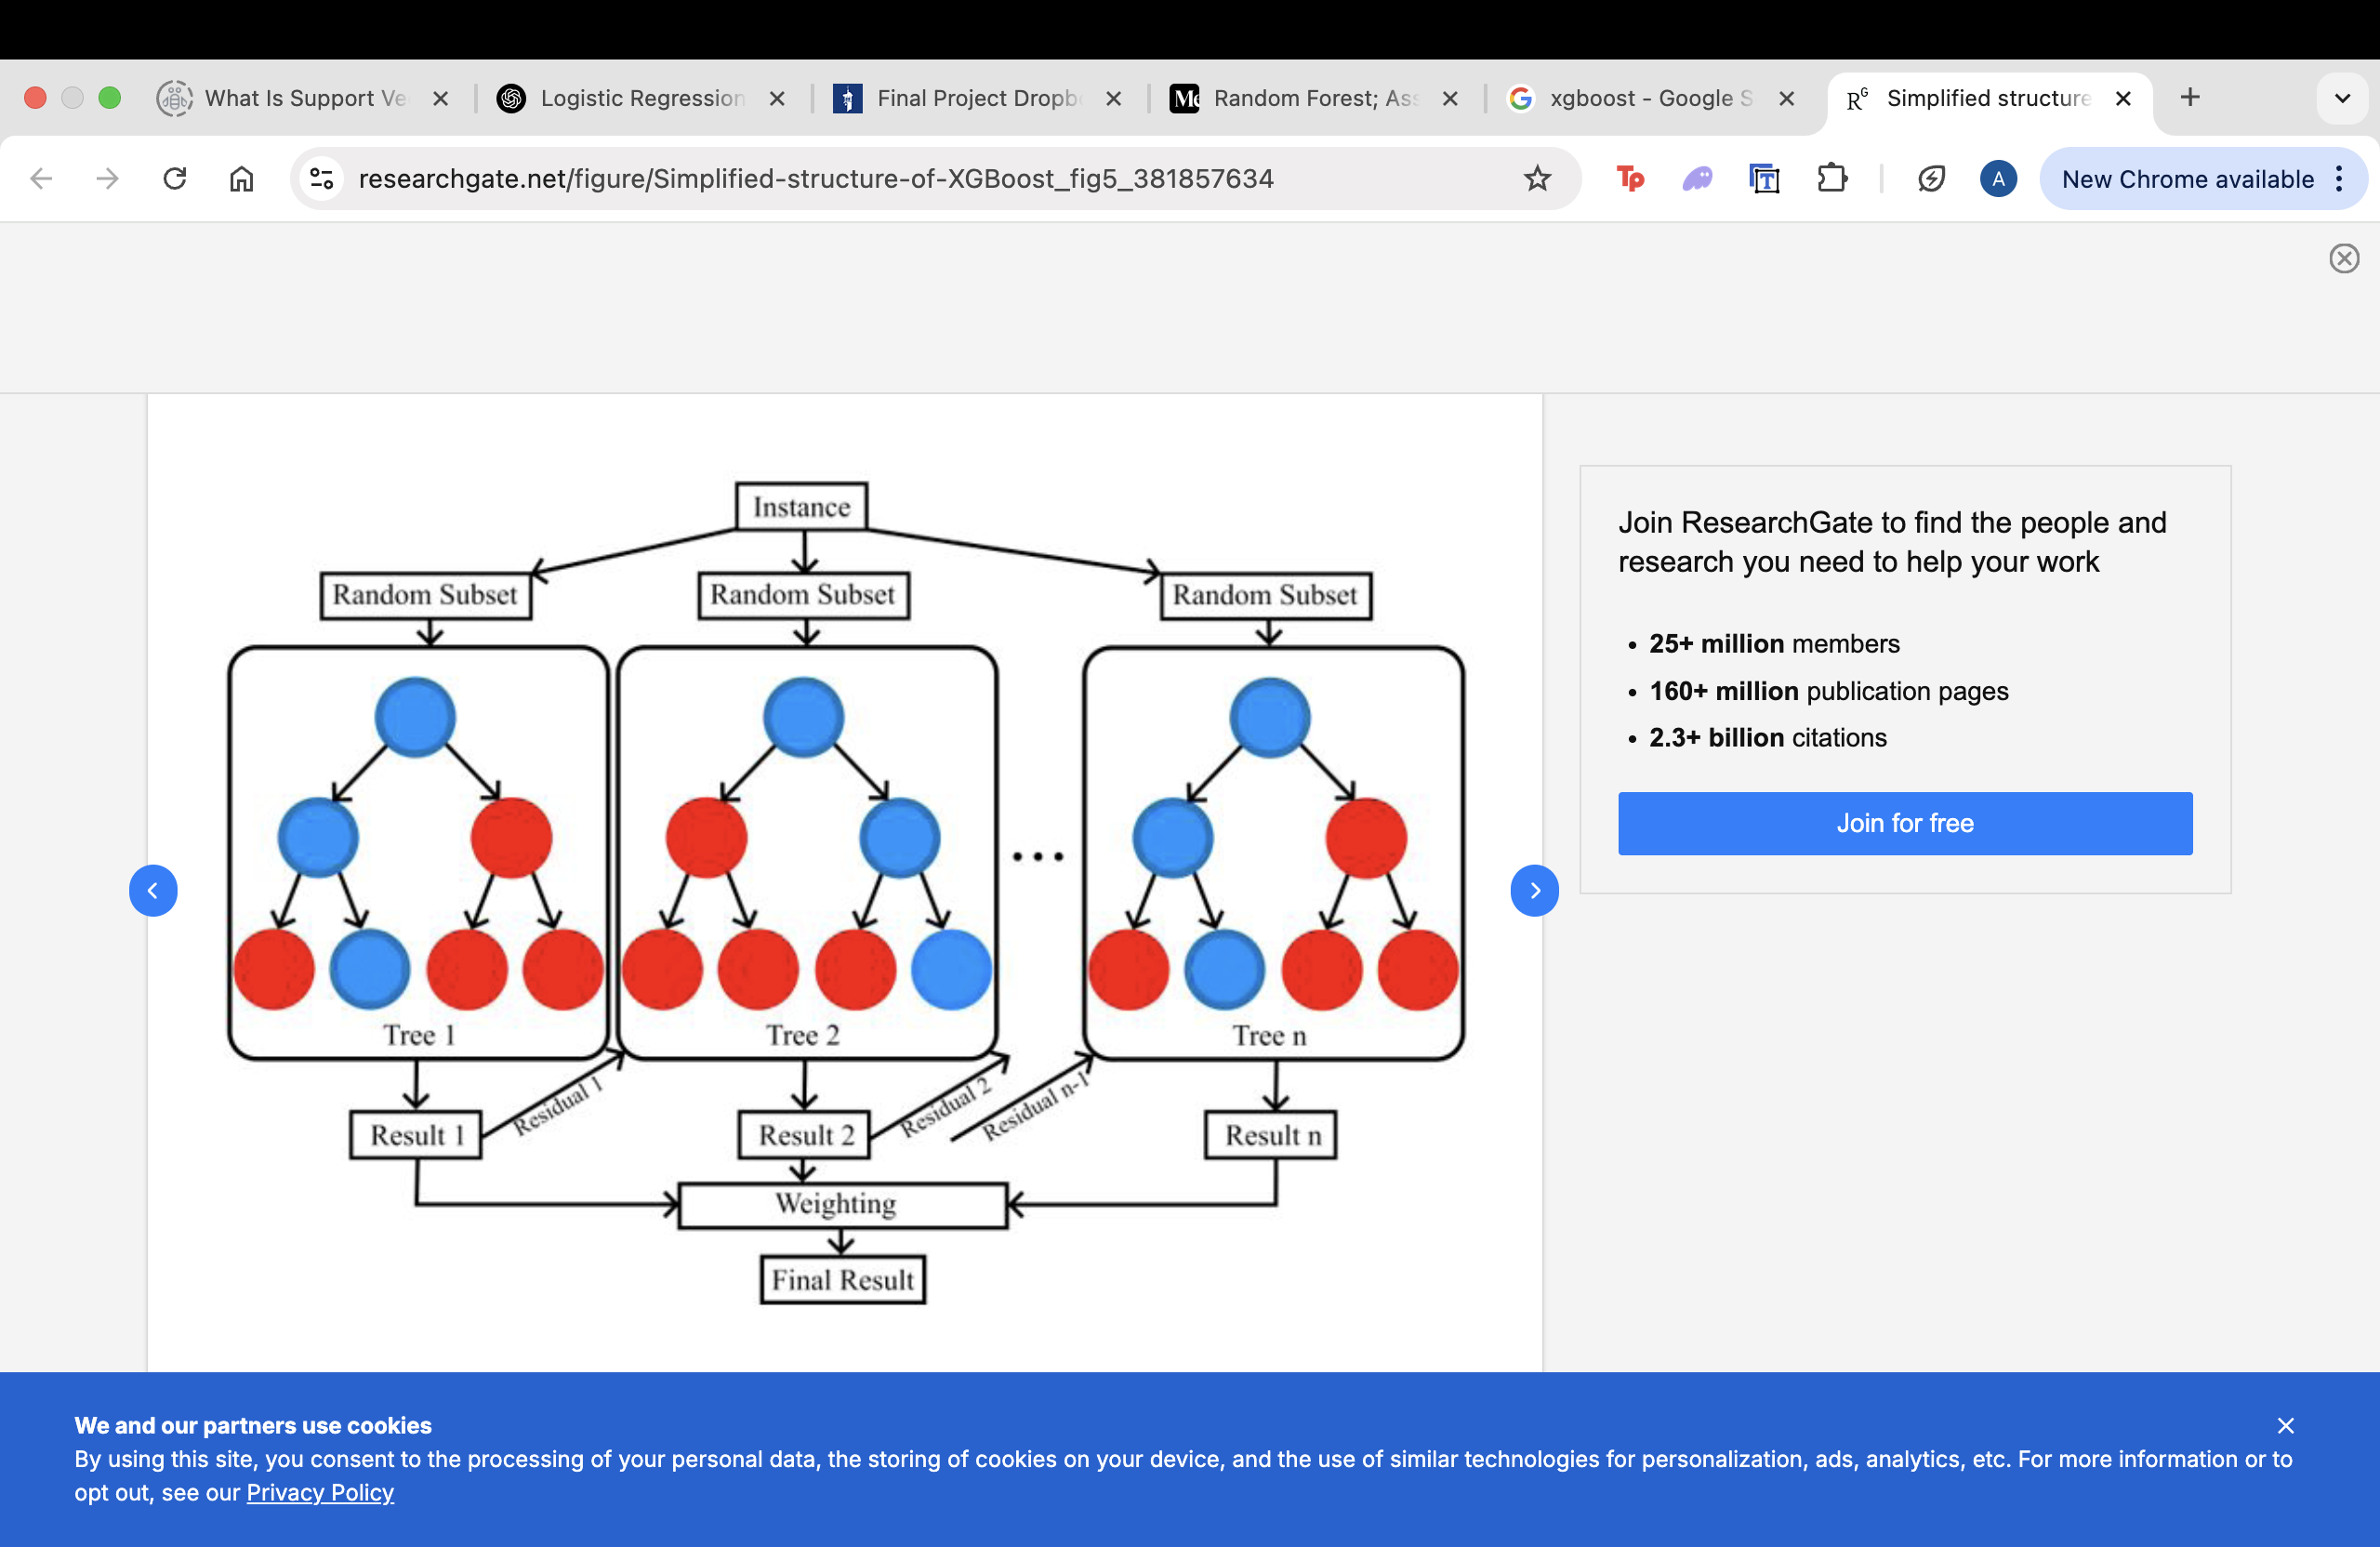 What Is Support Ve
Logistic Regression
Final Project Dropb
Me
Random Forest; Ass
G
xgboost - Google S
RG
Simplified structure
researchgate.net/figure/Simplified-structure-of-XGBoost_fig5_381857634
Tp
T
A
New Chrome available
Instance
Random Subset
Random Subset
Random Subset
...
Tree 1
Tree 2
Tree n
Residual 1
Residual 2
Residual n-1
Result 1
Result 2
Result n
Weighting
Final Result
Join ResearchGate to find the people and
research you need to help your work
• 25+ million members
• 160+ million publication pages
• 2.3+ billion citations
Join for free
We and our partners use cookies
By using this site, you consent to the processing of your personal data, the storing of cookies on your device, and the use of similar technologies for personalization, ads, analytics, etc. For more information or to
opt out, see our Privacy Policy